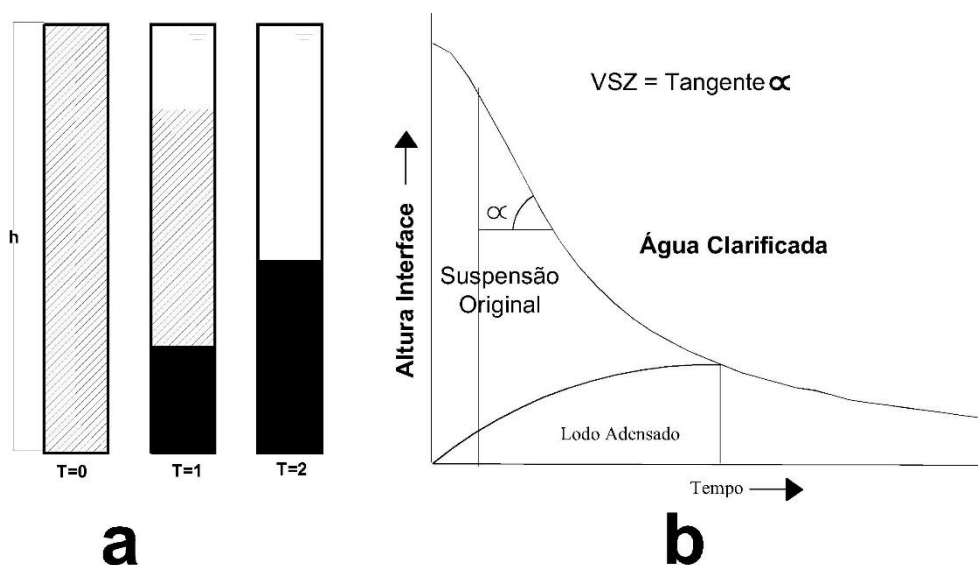 h
T=0
T=1
T=2
a
VSZ = Tangente ∝
Altura Interface
∝
Água Clarificada
Suspensão
Original
Lodo Adensado
Tempo
b